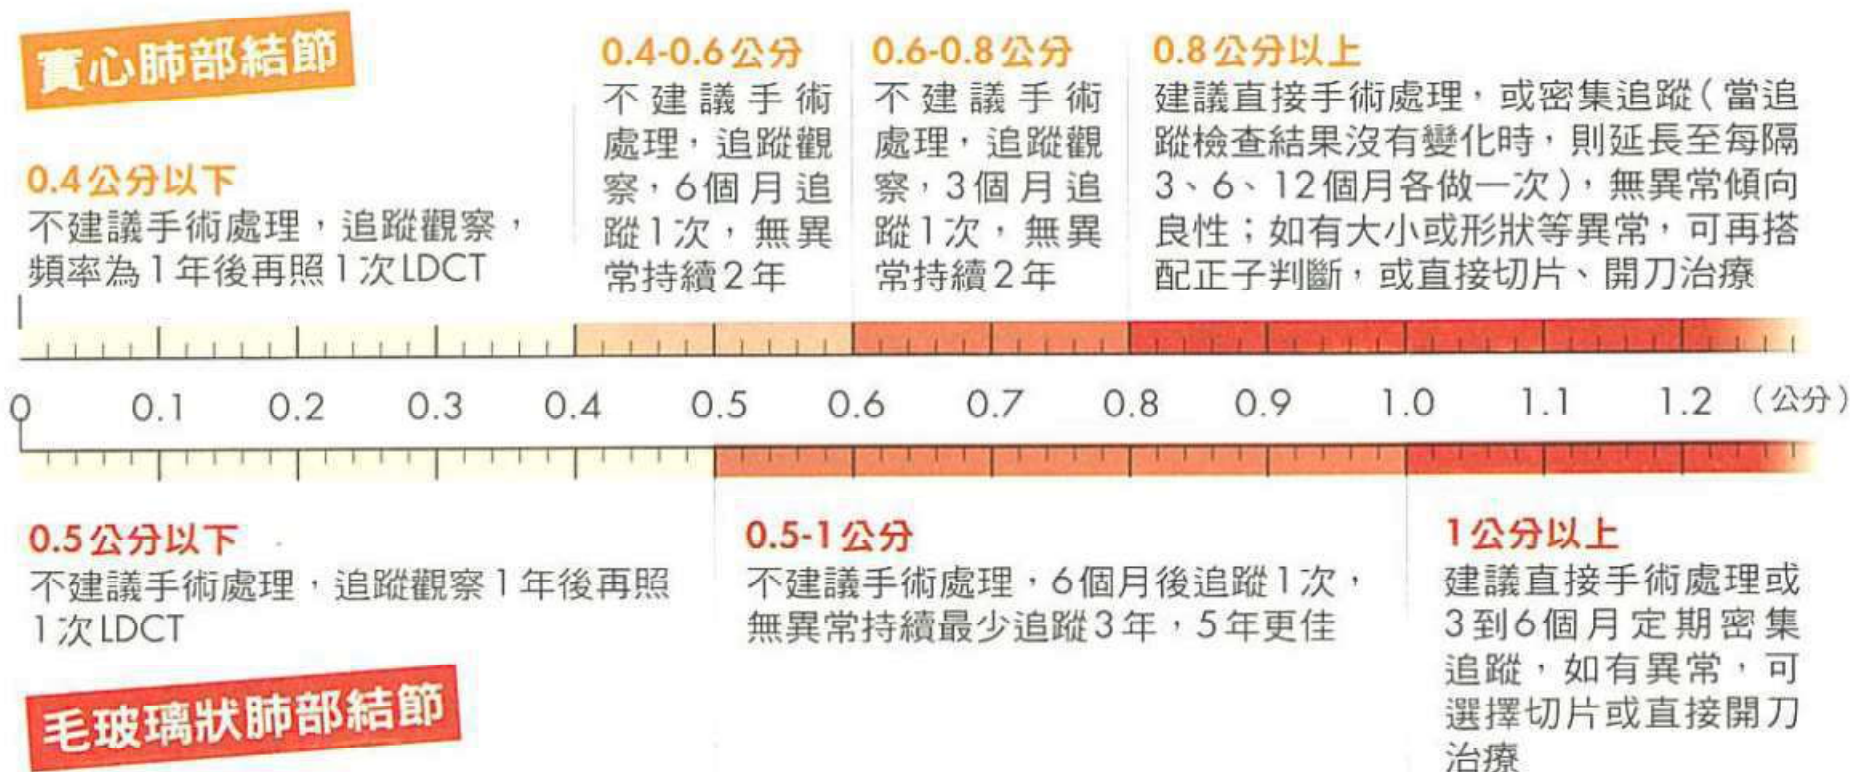 實心肺部結節
0.4公分以下
不建議手術處理，追蹤觀察，
頻率為1年後再照1次LDCT
0.4-0.6公分
不建議手術
處理，追蹤觀
察，6個月追
蹤1次，無異
常持續2年
0.6-0.8公分
不建議手術
處理，追蹤觀
察，3個月追
蹤1次，無異
常持續2年
0.8公分以上
建議直接手術處理，或密集追蹤（當追
蹤檢查結果沒有變化時，則延長至每隔
3、6、12個月各做一次），無異常傾向
良性；如有大小或形狀等異常，可再搭
配正子判斷，或直接切片、開刀治療
0 0.1 0.2 0.3 0.4 0.5 0.6 0.7 0.8 0.9 1.0 1.1 1.2 （公分）
0.5公分以下
不建議手術處理，追蹤觀察1年後再照
1次LDCT
0.5-1公分
不建議手術處理，6個月後追蹤1次，
無異常持續最少追蹤3年，5年更佳
1公分以上
建議直接手術處理或
3到6個月定期密集
追蹤，如有異常，可
選擇切片或直接開刀
治療
毛玻璃狀肺部結節